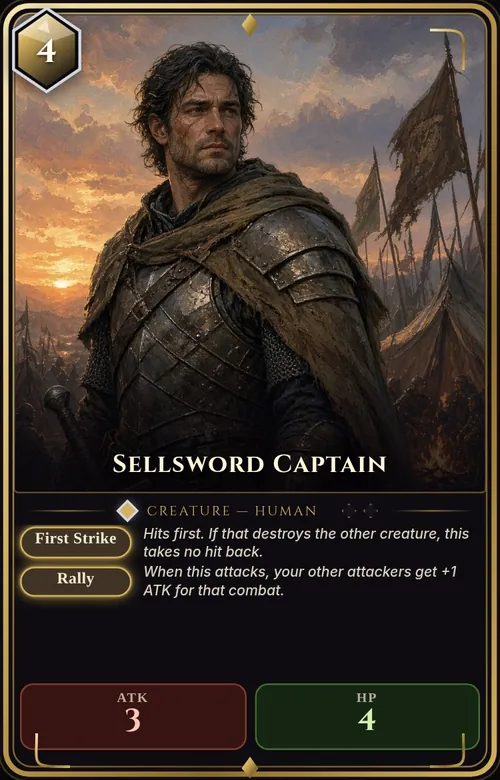 4
SELLSWORD CAPTAIN
CREATURE — HUMAN
First Strike
Hits first. If that destroys the other creature, this
takes no hit back.
Rally
When this attacks, your other attackers get +1
ATK for that combat.
ATK
3
HP
4